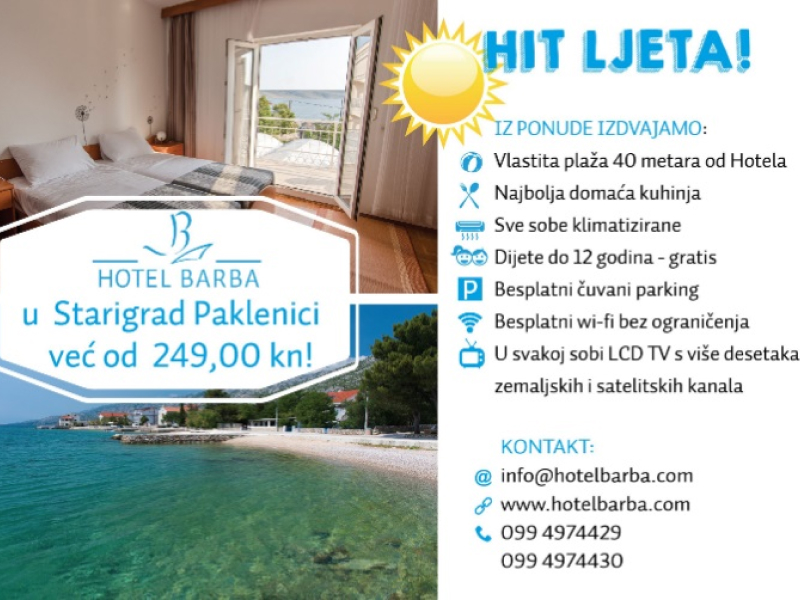 HIT LJETA!
IZ PONUDE IZDVAJAMO:
Vlastita plaža 40 metara od Hotela
Najbolja domaća kuhinja
Sve sobe klimatizirane
Dijete do 12 godina - gratis
P
Besplatni čuvani parking
Besplatni wi-fi bez ograničenja
U svakoj sobi LCD TV s više desetaka
zemaljskih i satelitskih kanala
HOTEL BARBA
u Starigrad Paklenici
već od 249,00 kn!
KONTAKT:
@ info@hotelbarba.com
www.hotelbarba.com
099 4974429
099 4974430